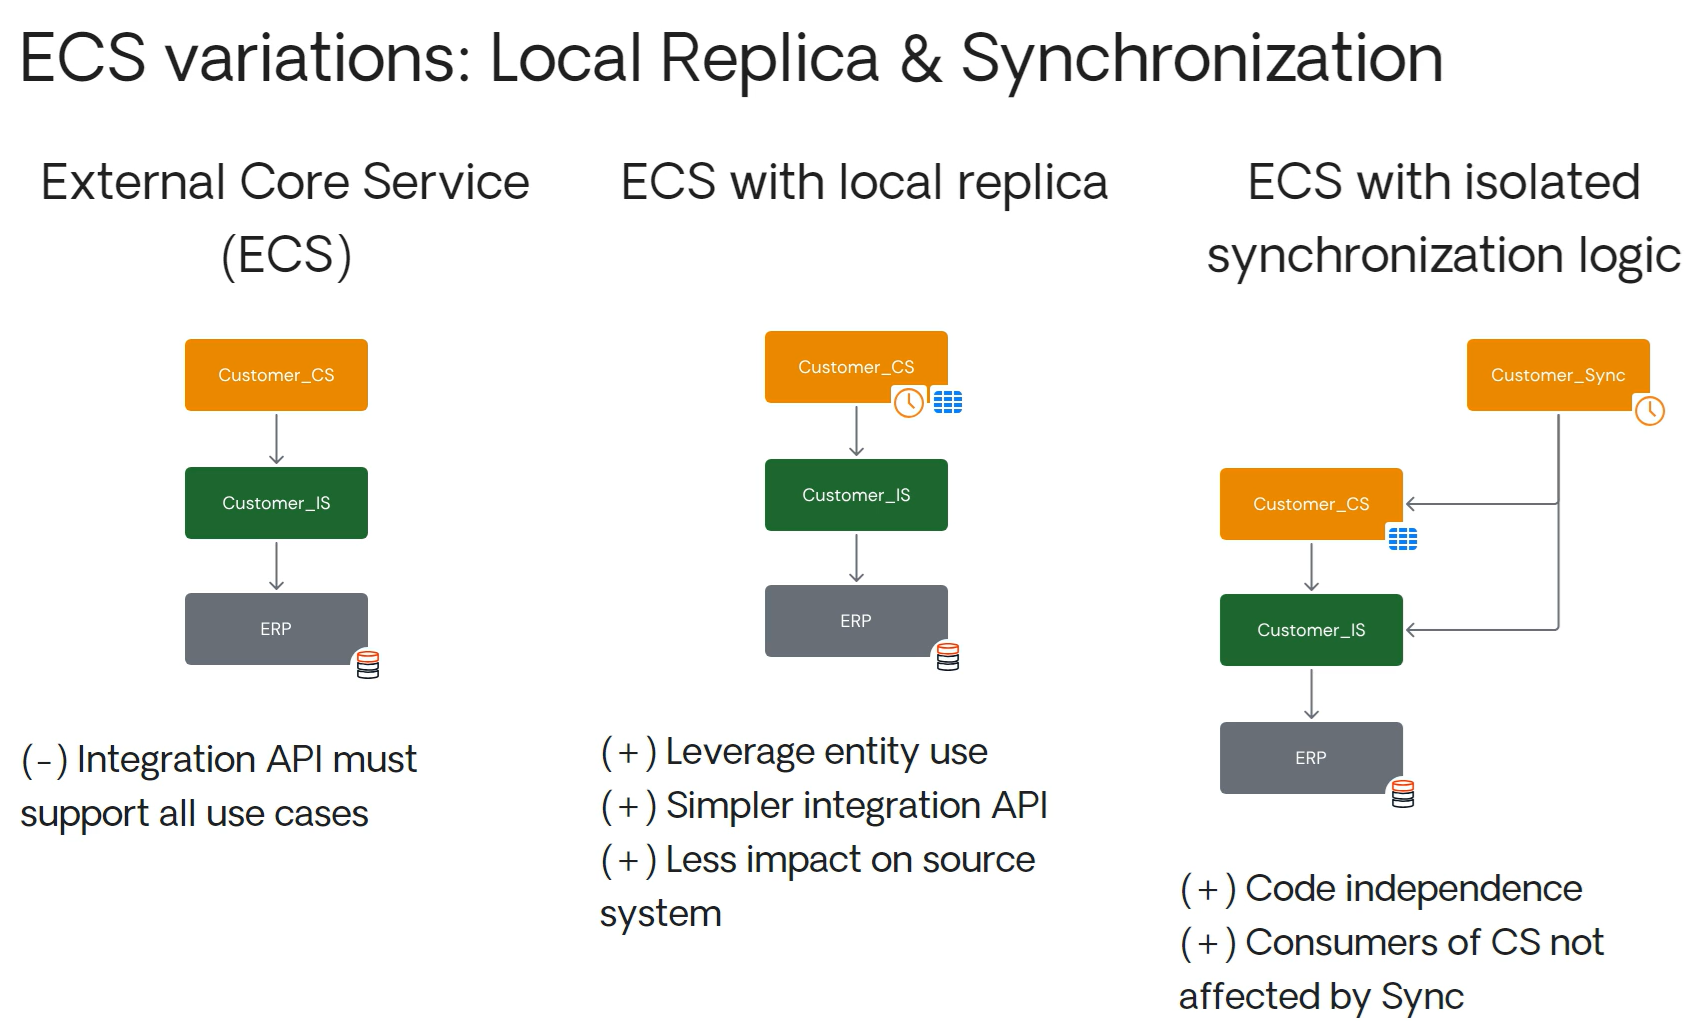 ECS variations: Local Replica & Synchronization
External Core Service
(ECS)
Customer_CS
Customer_IS
ERP
(-) Integration API must
support all use cases
ECS with local replica
Customer_CS
Customer_IS
ERP
(+) Leverage entity use
(+) Simpler integration API
(+) Less impact on source
system
ECS with isolated
synchronization logic
Customer_Sync
Customer_CS
Customer_IS
ERP
(+) Code independence
(+) Consumers of CS not
affected by Sync